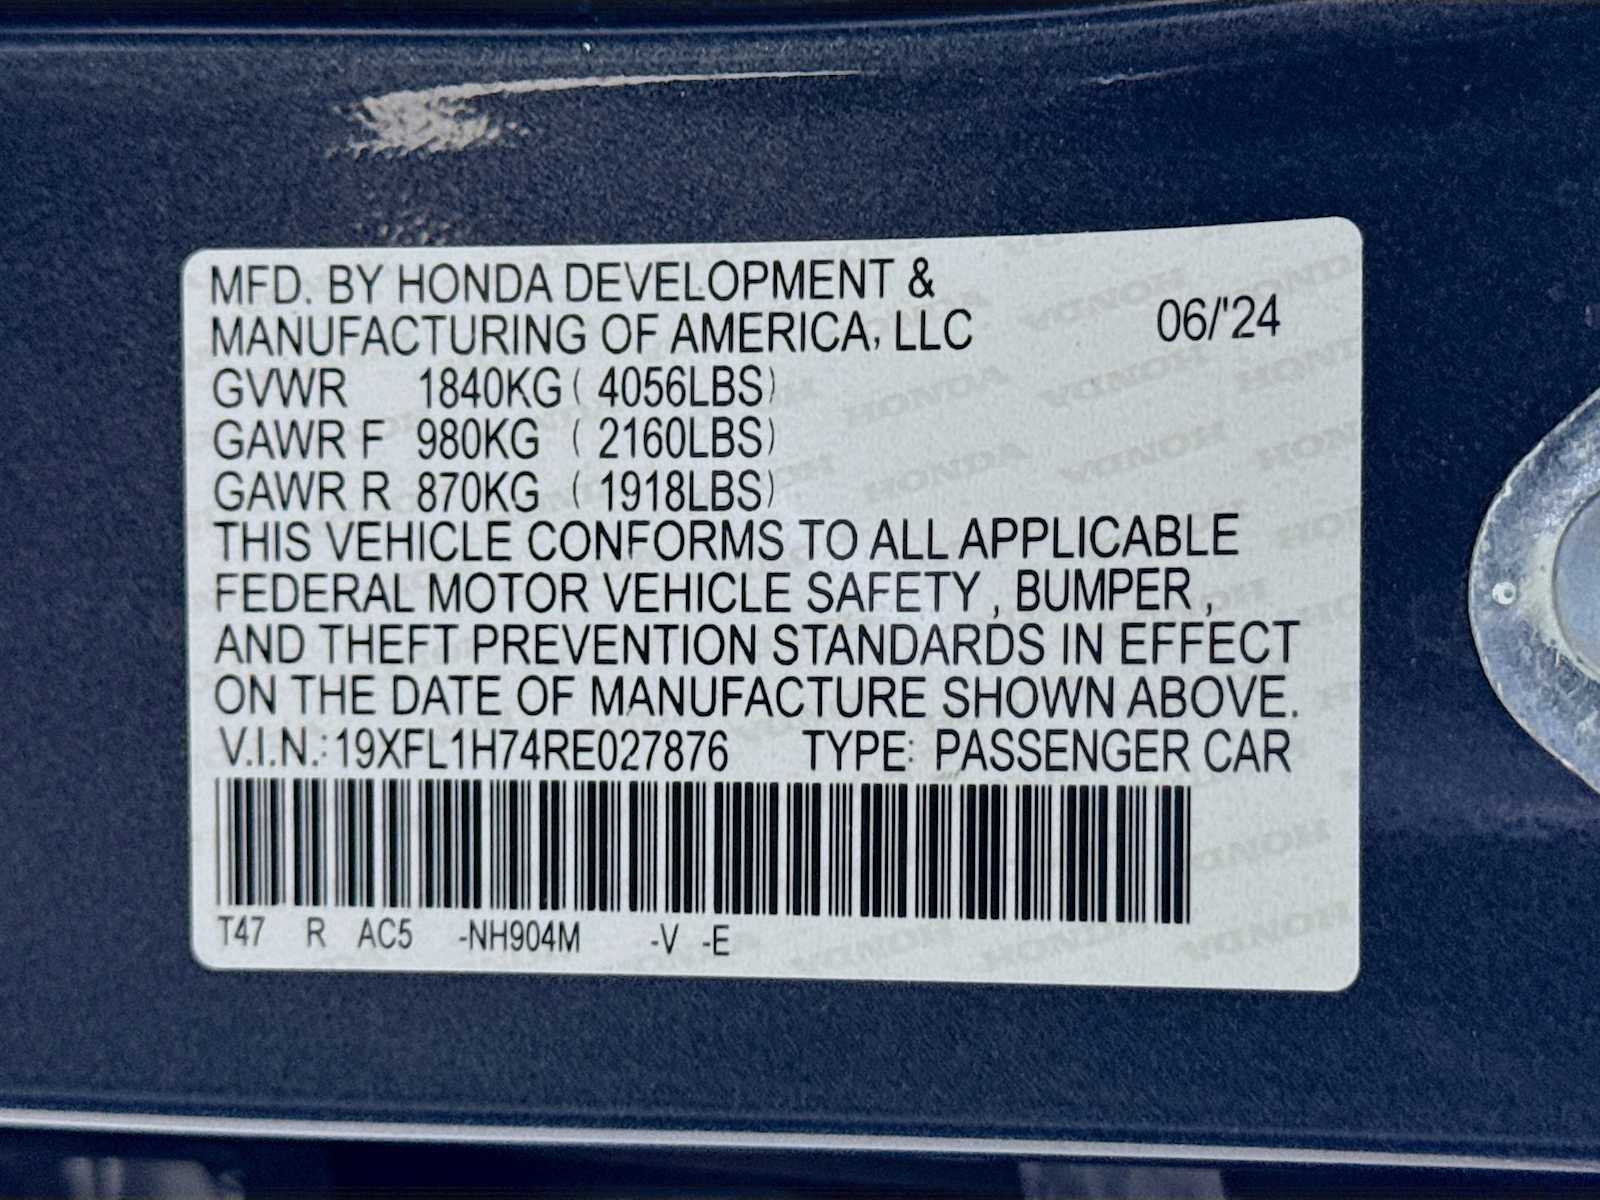 MFD. BY HONDA DEVELOPMENT &
MANUFACTURING OF AMERICA, LLC 06/'24
GVWR 1840KG ( 4056LBS)
GAWR F 980KG ( 2160LBS)
GAWR R 870KG ( 1918LBS)
THIS VEHICLE CONFORMS TO ALL APPLICABLE
FEDERAL MOTOR VEHICLE SAFETY , BUMPER ,
AND THEFT PREVENTION STANDARDS IN EFFECT
ON THE DATE OF MANUFACTURE SHOWN ABOVE.
V.I.N.: 19XFL1H74RE027876 TYPE: PASSENGER CAR
T47 R AC5 -NH904M -V -E